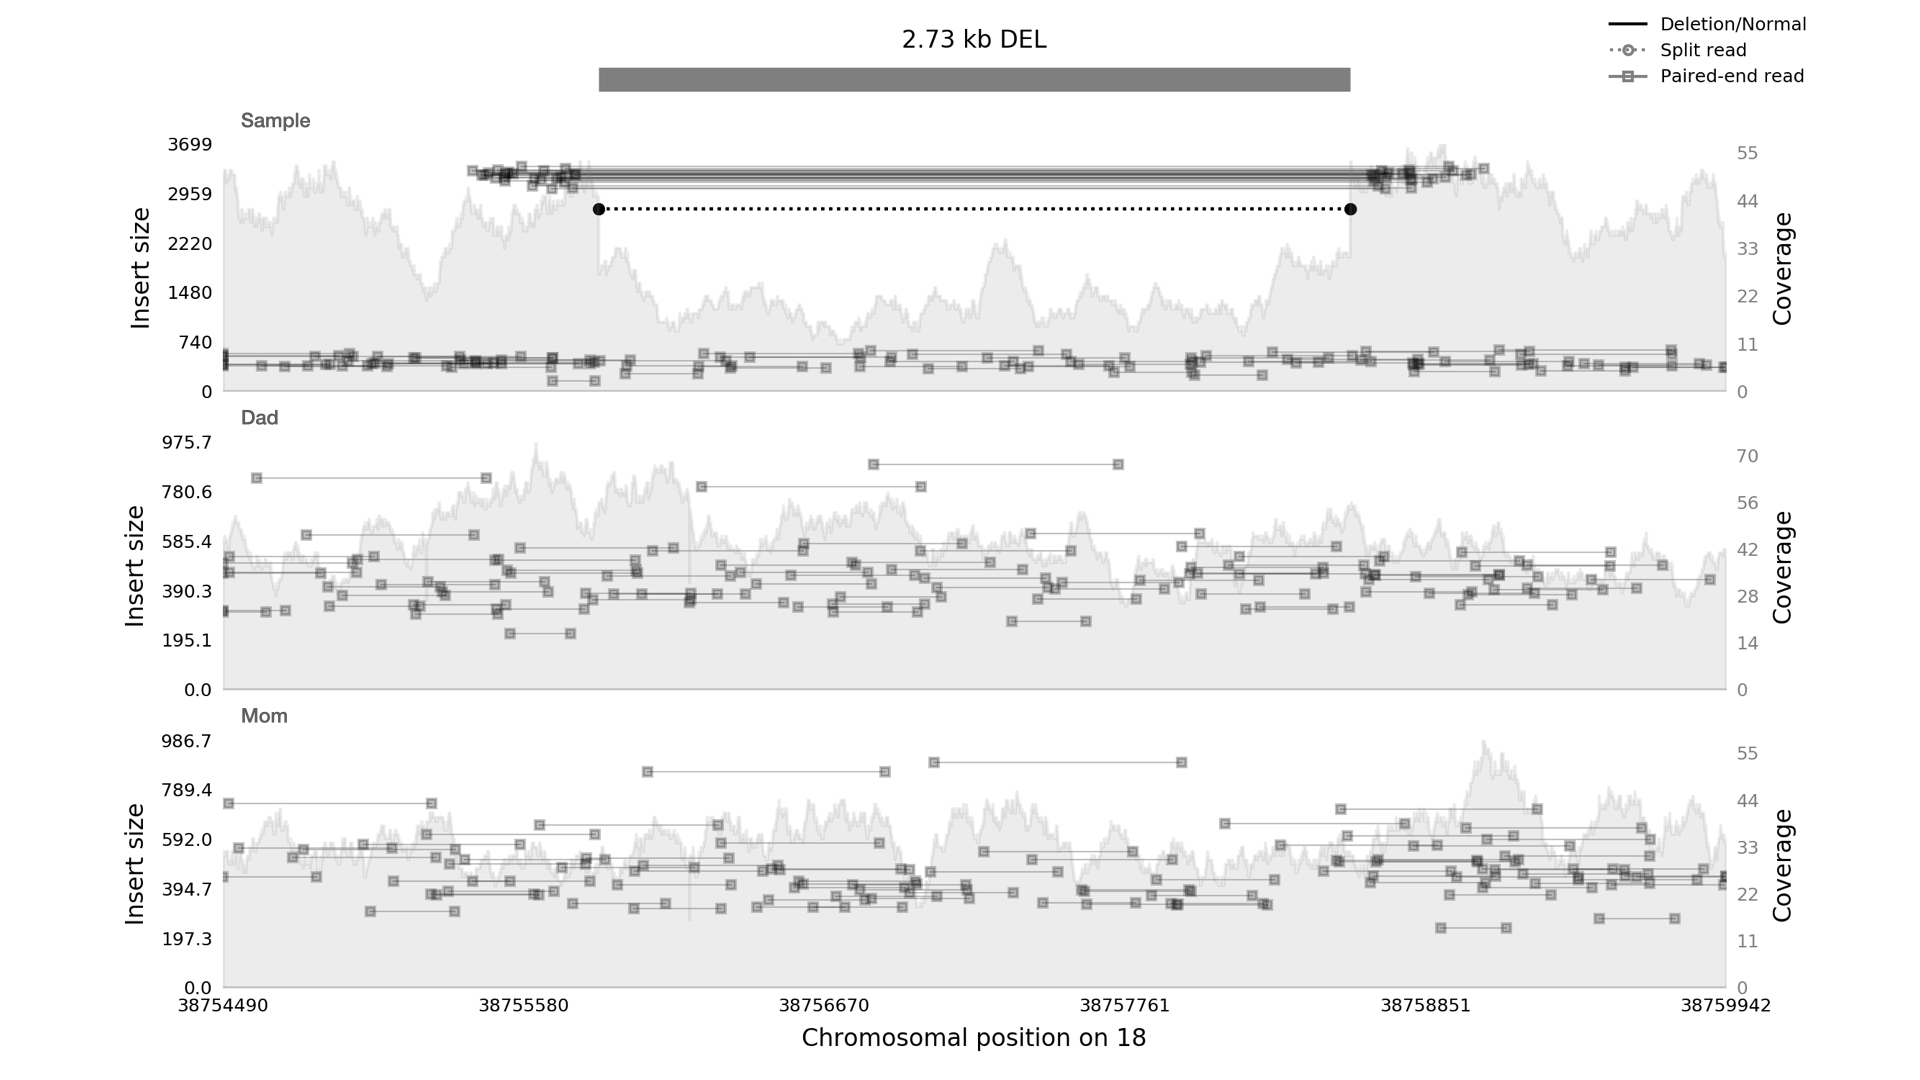 2.73 kb DEL
Deletion/Normal
Split read
Paired-end read
Sample
3699
2959
2220
1480
740
0
Insert size
55
44
33
22
11
0
Coverage
Dad
975.7
780.6
585.4
390.3
195.1
0.0
Insert size
70
56
42
28
14
0
Coverage
Mom
986.7
789.4
592.0
394.7
197.3
0.0
Insert size
55
44
33
22
11
0
Coverage
38754490 38755580 38756670 38757761 38758851 38759942
Chromosomal position on 18